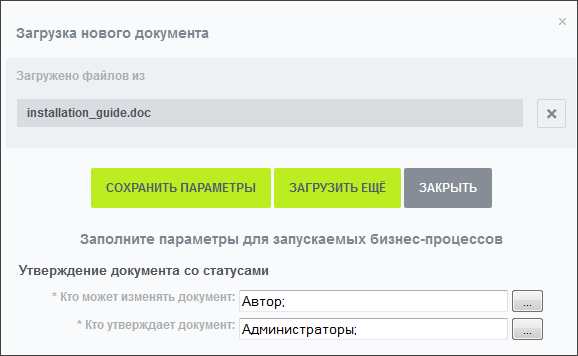 Загрузка нового документа
Загружено файлов из
installation_guide.doc
СОХРАНИТЬ ПАРАМЕТРЫ ЗАГРУЗИТЬ ЕЩЁ ЗАКРЫТЬ
Заполните параметры для запускаемых бизнес-процессов
Утверждение документа со статусами
* Кто может изменять документ: Автор; ...
* Кто утверждает документ: Администраторы; ...